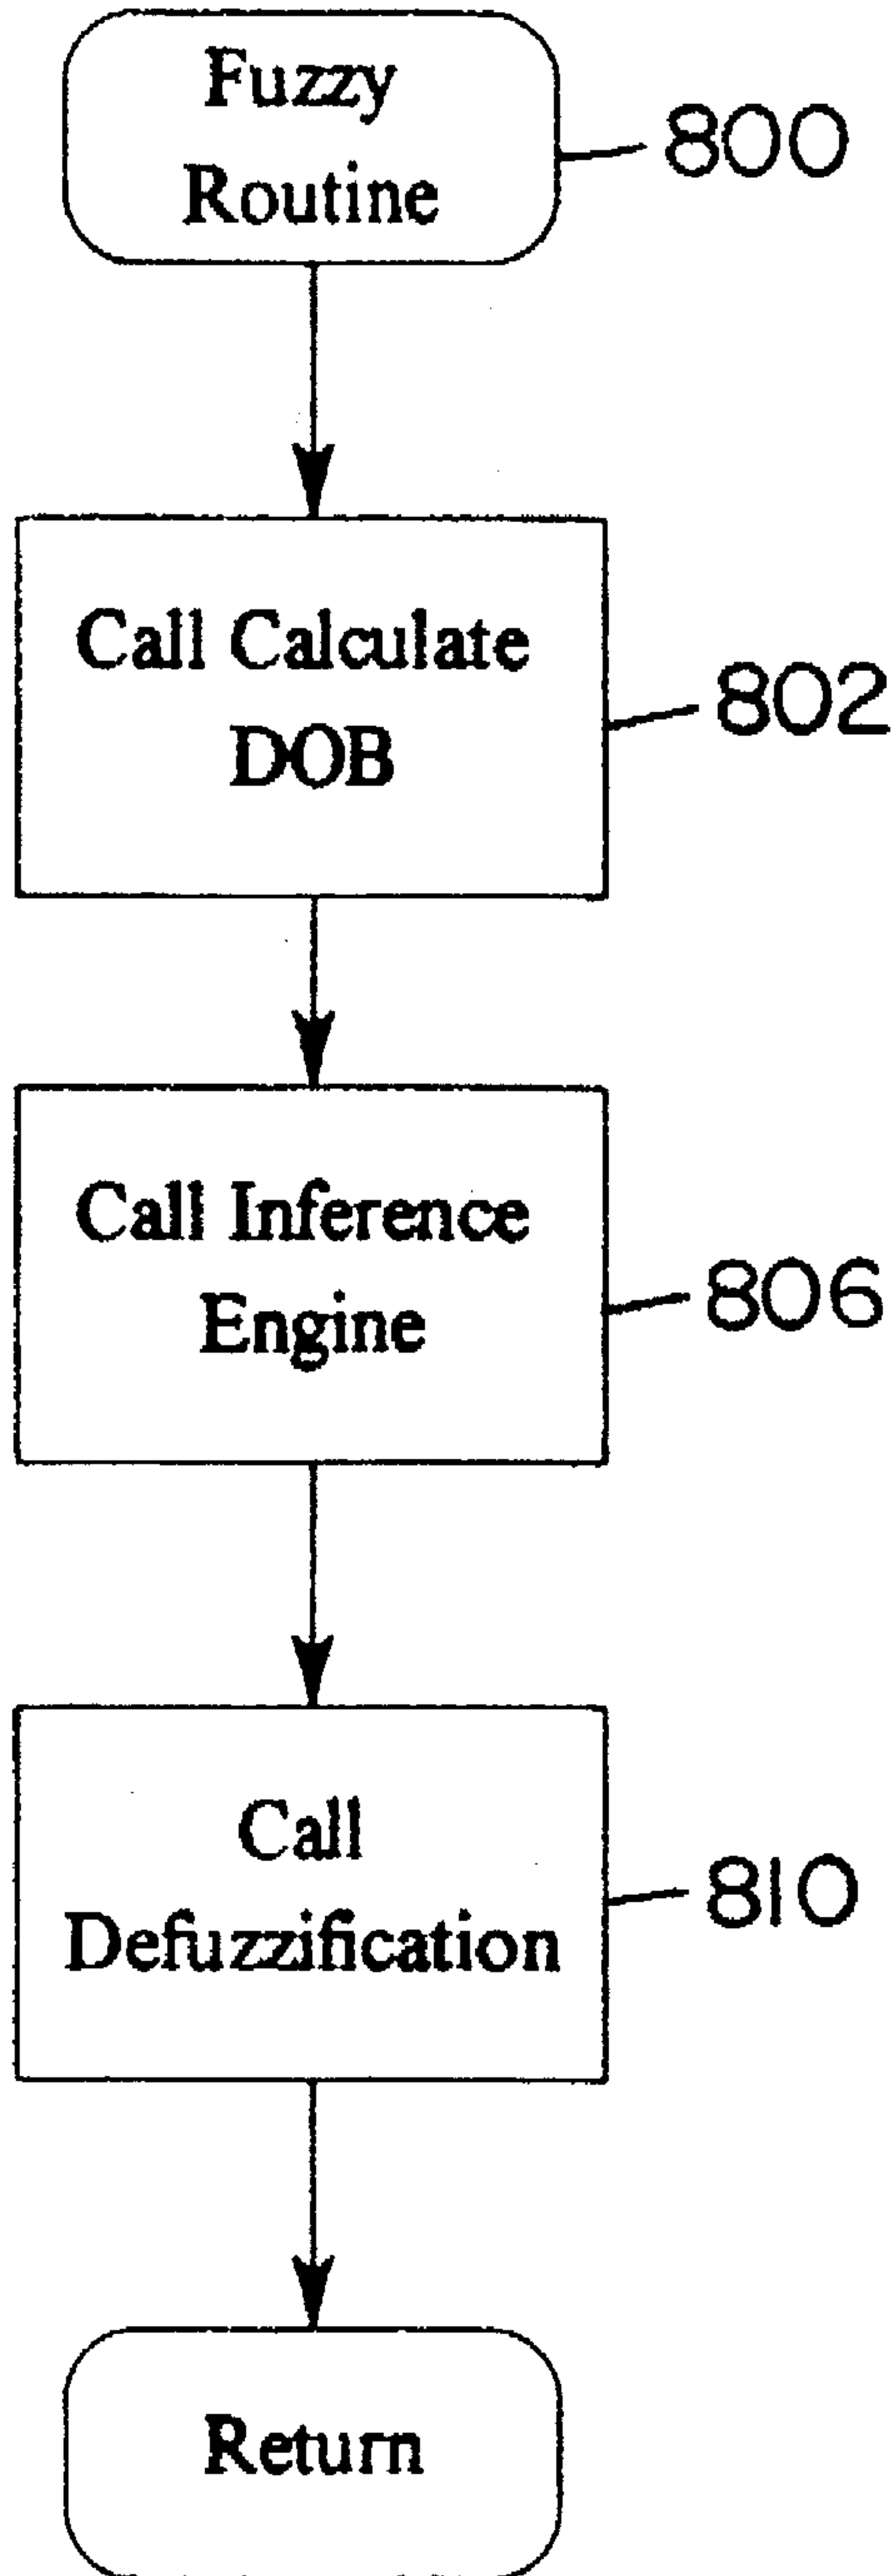 Fuzzy
Routine
800
Call Calculate
DOB
802
Call Inference
Engine
806
Call
Defuzzification
810
Return